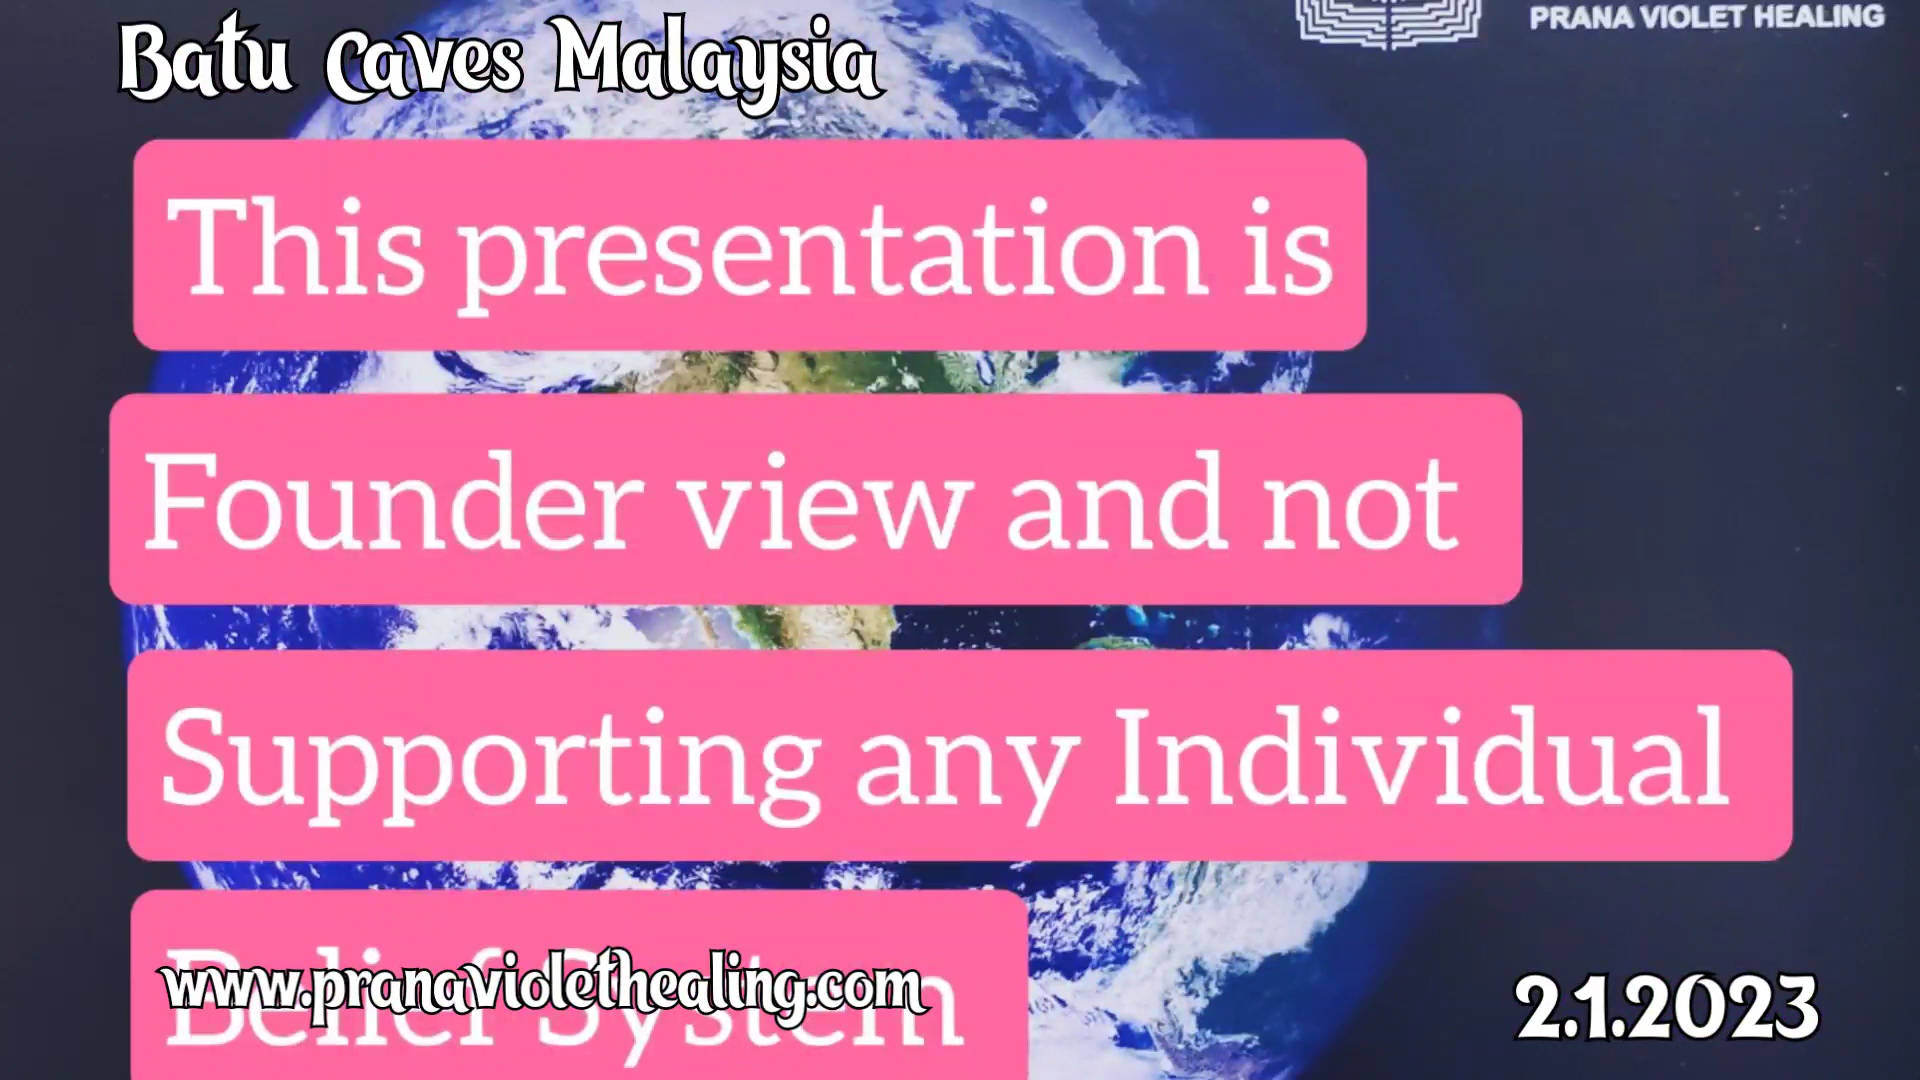 PRANA VIOLET HEALING
Batu Caves Malaysia
This presentation is
Founder view and not
Supporting any Individual
Belief System
www.pranaviolethealing.com
2.1.2023